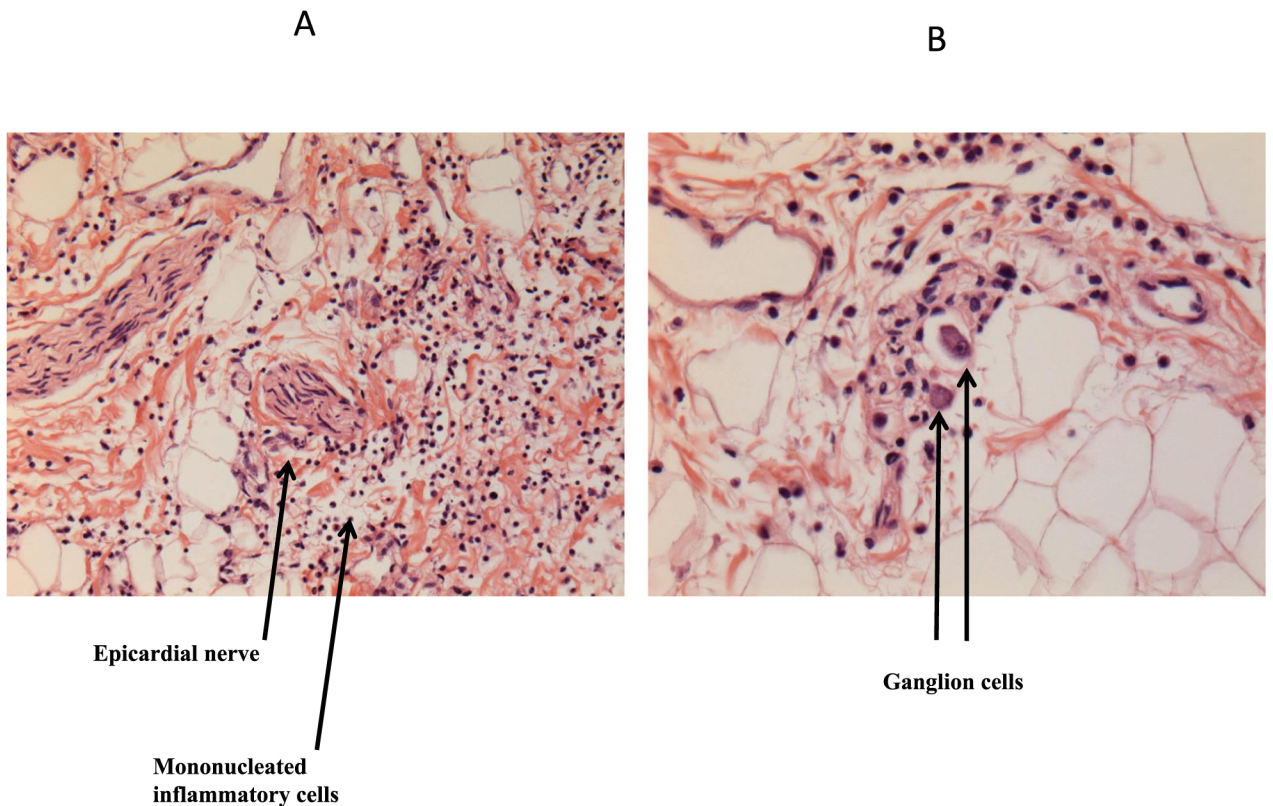 A
B
Epicardial nerve
Ganglion cells
Mononucleated
inflammatory cells